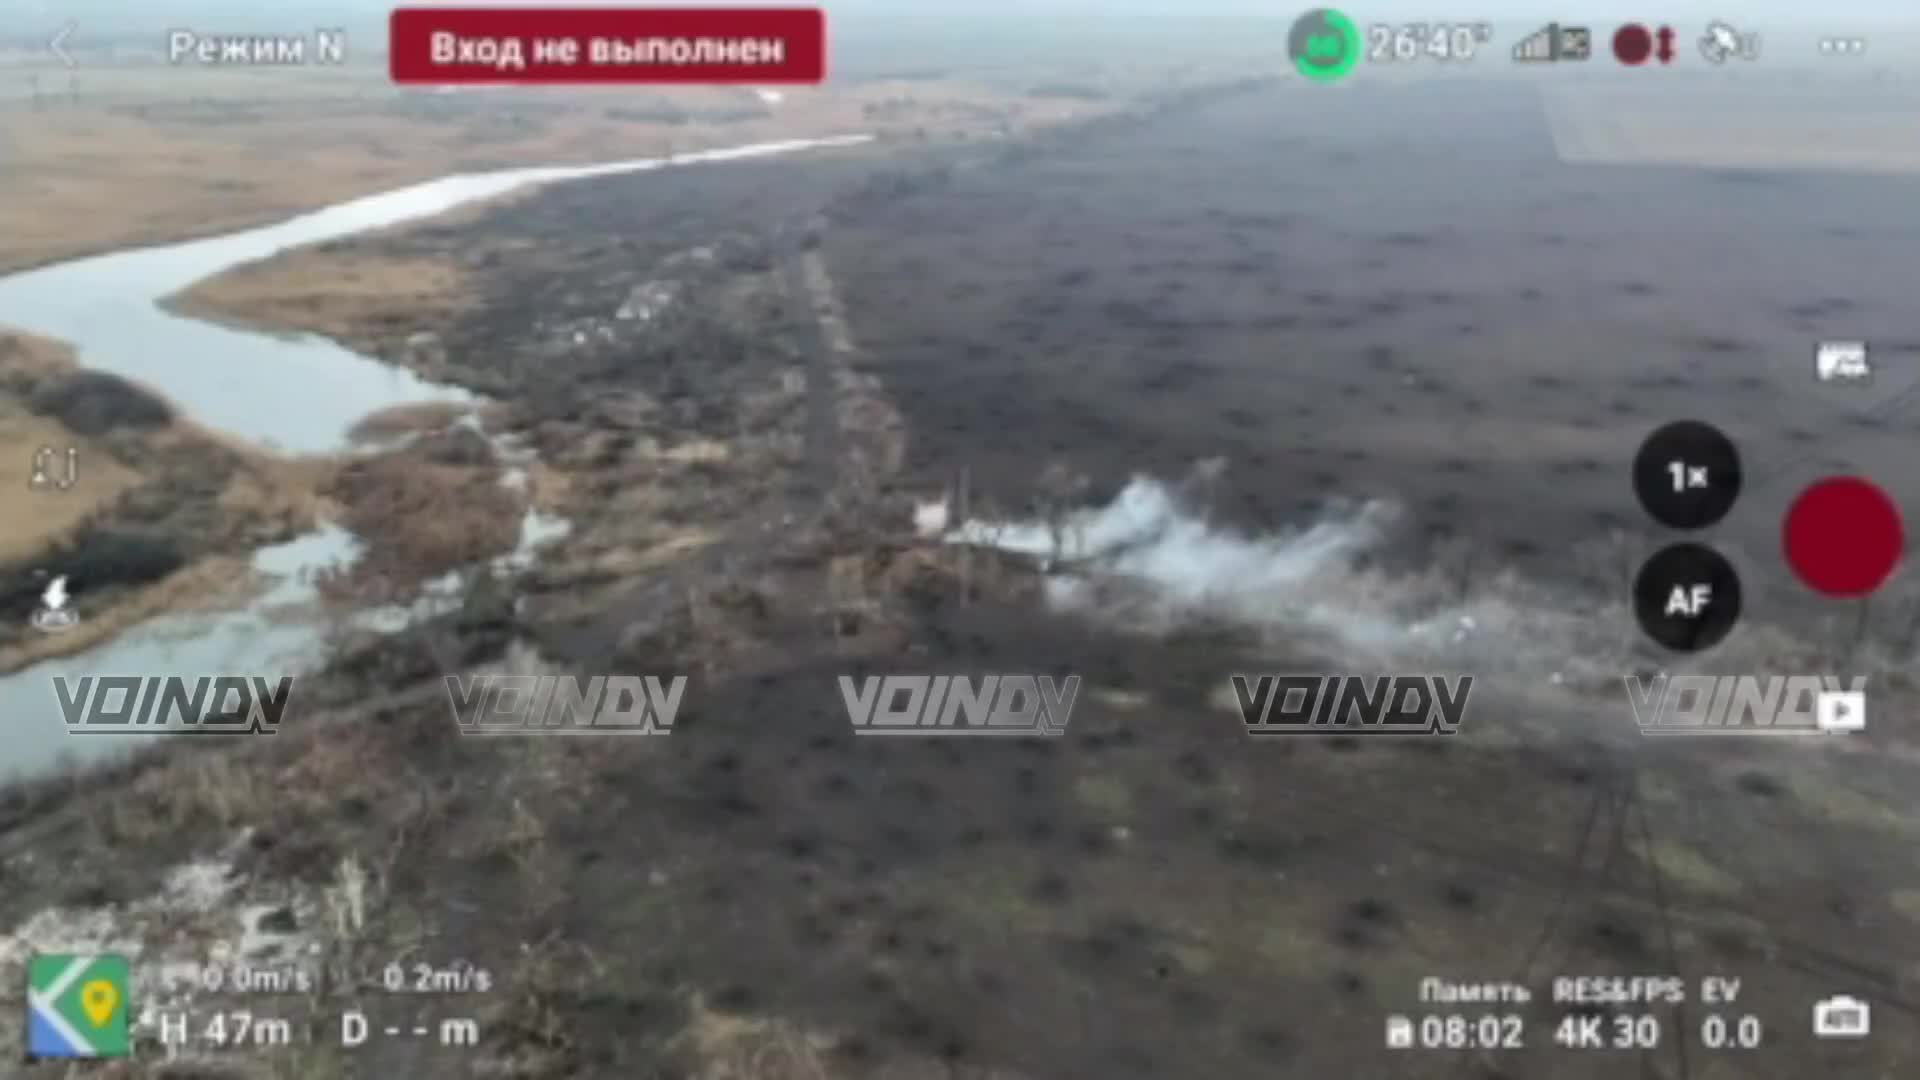 Режим N
Вход не выполнен
26'40"
1×
AF
VOINDV VOINDV VOINDV VOINDV VOINDV
0.0m/s 0.2m/s
H 47m D - - m
Память RES&FPS EV
08:02 4K 30 0.0